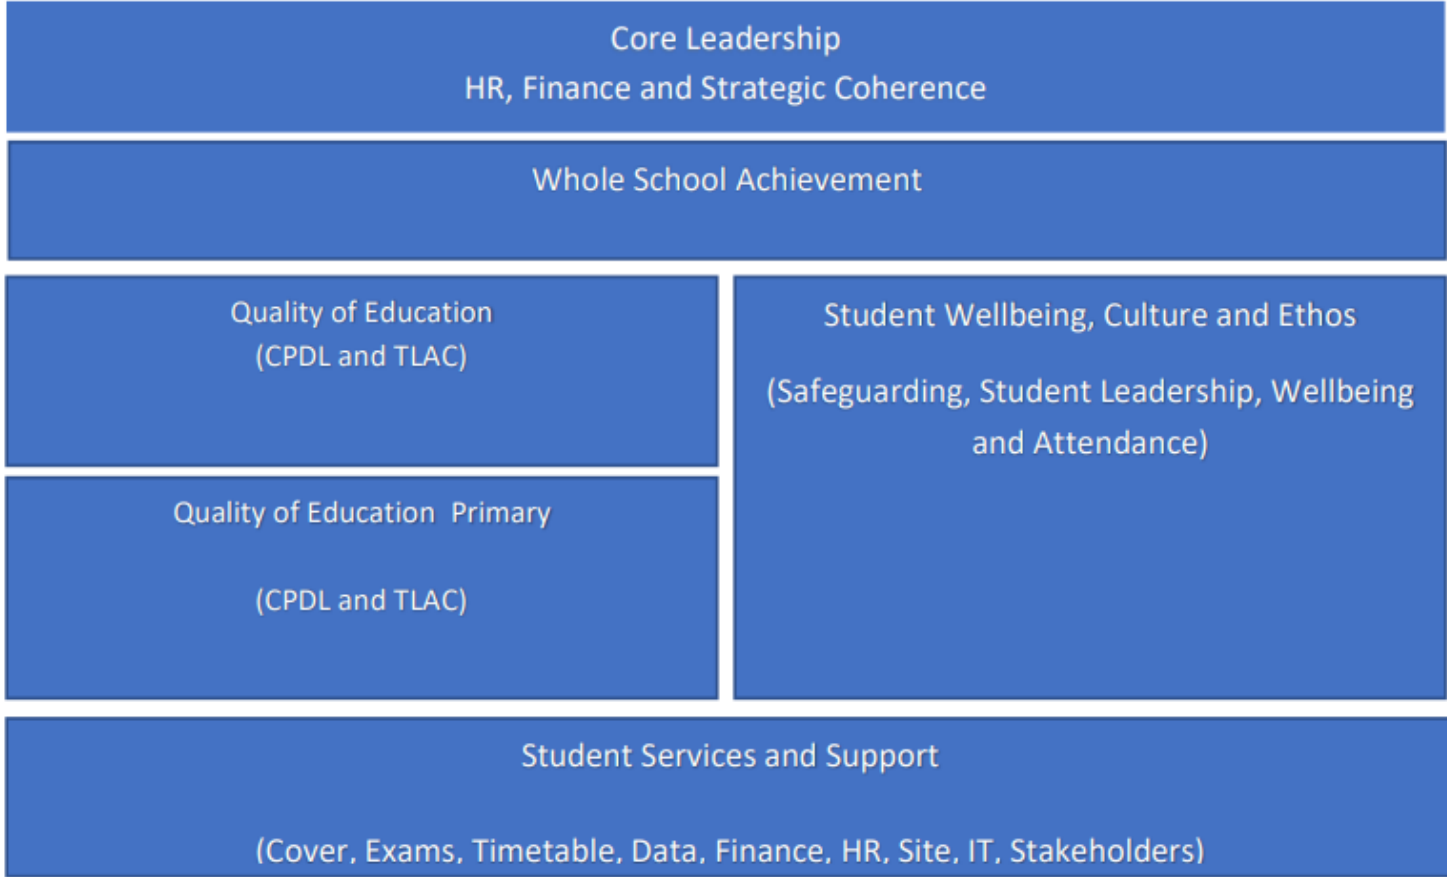 Core Leadership
HR, Finance and Strategic Coherence
Whole School Achievement
Quality of Education
(CPDL and TLAC)
Student Wellbeing, Culture and Ethos
(Safeguarding, Student Leadership, Wellbeing
and Attendance)
Quality of Education  Primary
(CPDL and TLAC)
Student Services and Support
(Cover, Exams, Timetable, Data, Finance, HR, Site, IT, Stakeholders)